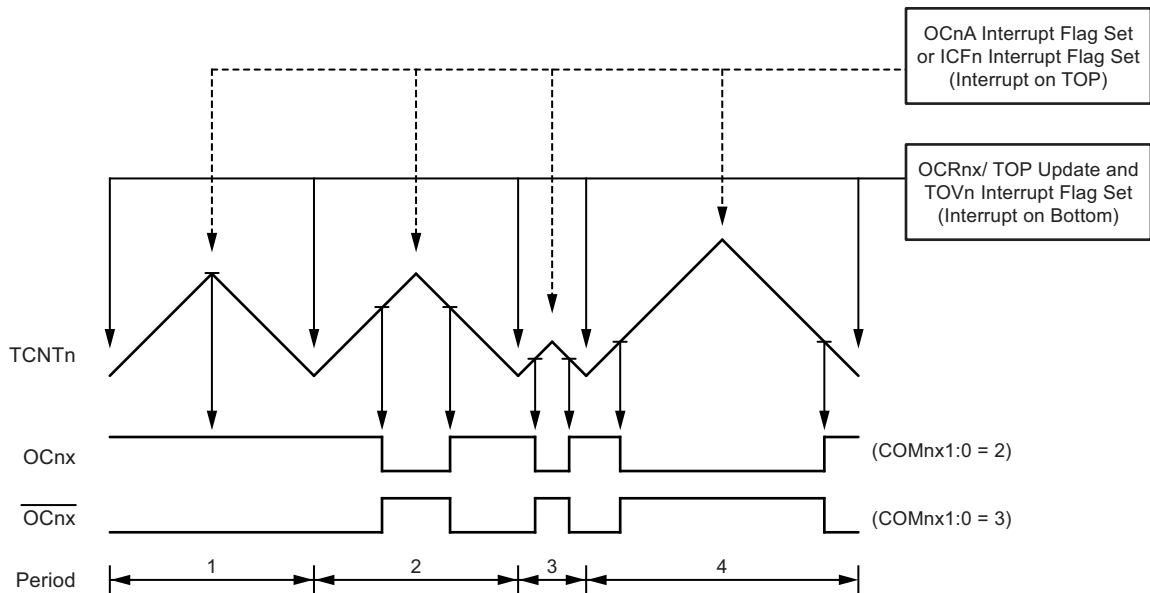 OCnA Interrupt Flag Set
or ICFn Interrupt Flag Set
(Interrupt on TOP)
OCRnx/ TOP Update and
TOVn Interrupt Flag Set
(Interrupt on Bottom)
TCNTn
OCnx
(COMnx1:0 = 2)
OCnx
(COMnx1:0 = 3)
Period
1
2
3
4